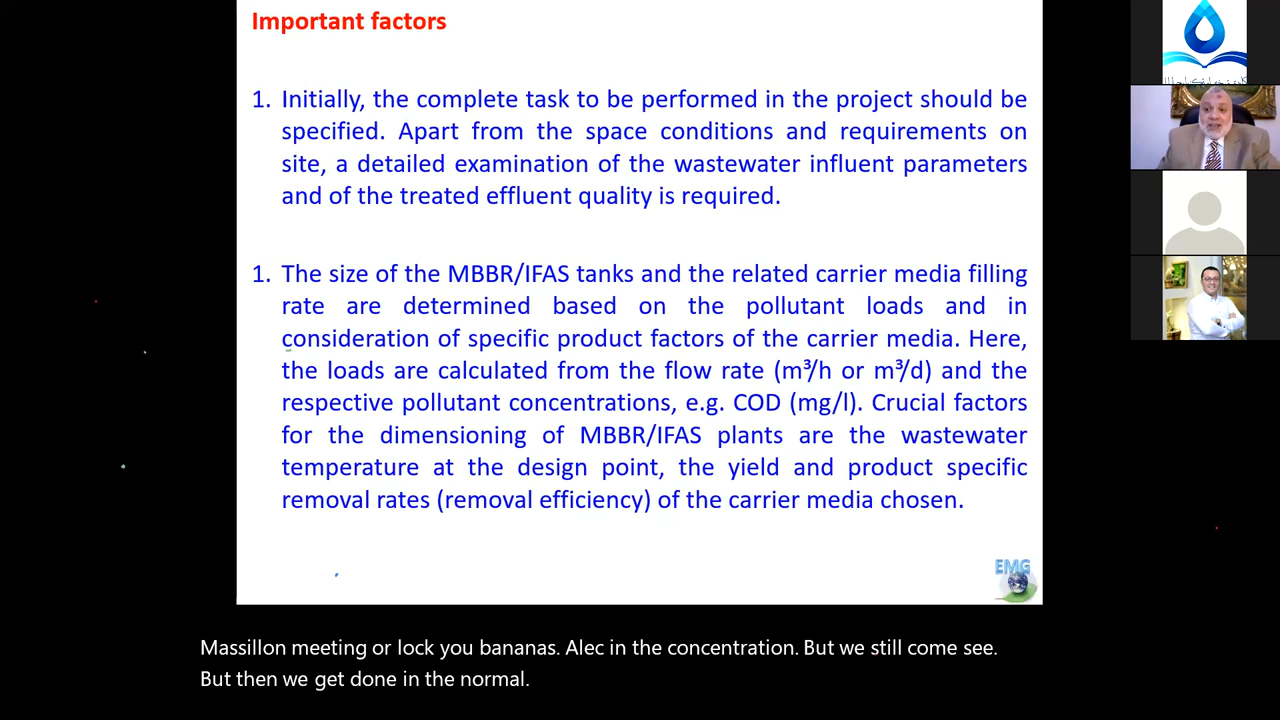 Important factors
1. Initially, the complete task to be performed in the project should be
specified. Apart from the space conditions and requirements on
site, a detailed examination of the wastewater influent parameters
and of the treated effluent quality is required.
1. The size of the MBBR/IFAS tanks and the related carrier media filling
rate are determined based on the pollutant loads and in
consideration of specific product factors of the carrier media. Here,
the loads are calculated from the flow rate (m³/h or m³/d) and the
respective pollutant concentrations, e.g. COD (mg/l). Crucial factors
for the dimensioning of MBBR/IFAS plants are the wastewater
temperature at the design point, the yield and product specific
removal rates (removal efficiency) of the carrier media chosen.
EMG
Massillon meeting or lock you bananas. Alec in the concentration. But we still come see.
But then we get done in the normal.